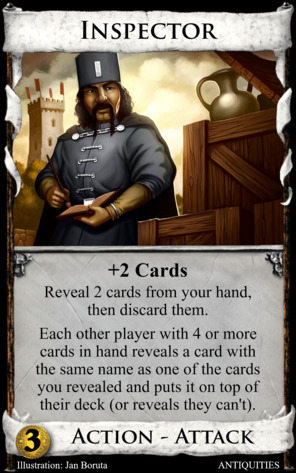 INSPECTOR
+2 Cards
Reveal 2 cards from your hand,
then discard them.
Each other player with 4 or more
cards in hand reveals a card with
the same name as one of the cards
you revealed and puts it on top of
their deck (or reveals they can't).
3
ACTION - ATTACK
Illustration: Jan Boruta
ANTIQUITIES